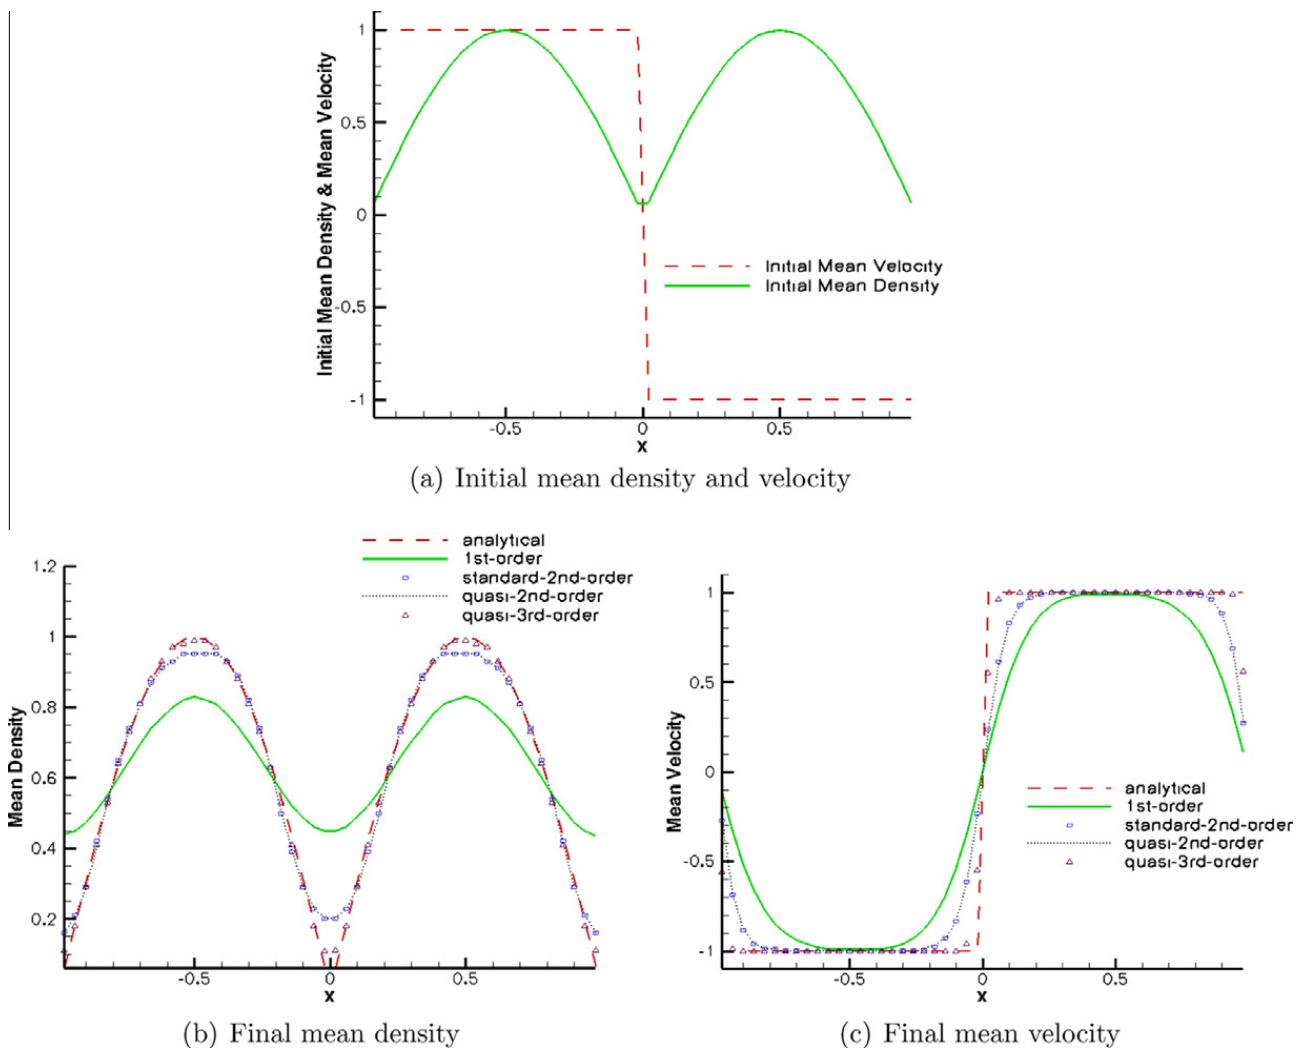 Initial Mean Density & Mean Velocity
1
0.5
0
-0.5
-1
-0.5
0
0.5
x
Initial Mean Velocity
Initial Mean Density
(a) Initial mean density and velocity
analytical
1st-order
standard-2nd-order
quasi-2nd-order
quasi-3rd-order
Mean Density
1.2
1
0.8
0.6
0.4
0.2
-0.5
0
0.5
x
(b) Final mean density
Mean Velocity
1
0.5
0
-0.5
-1
-0.5
0
0.5
x
analytical
1st-order
standard-2nd-order
quasi-2nd-order
quasi-3rd-order
(c) Final mean velocity